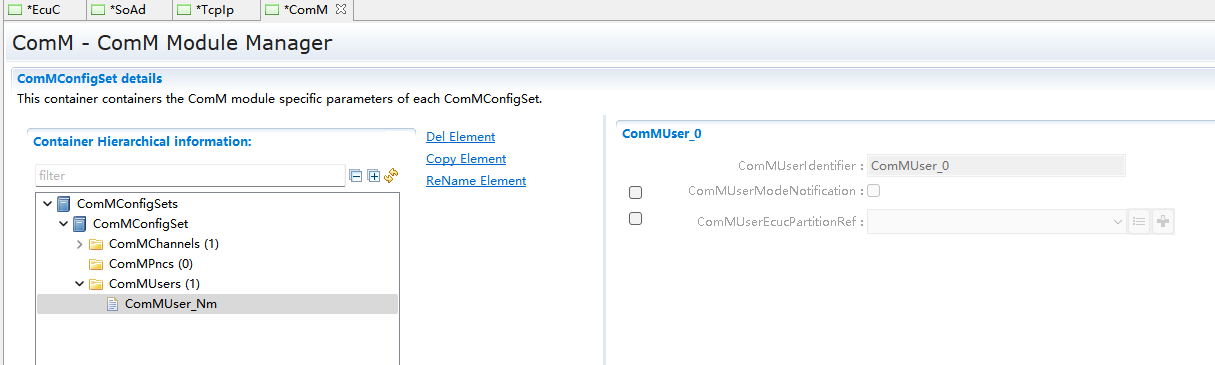 *EcuC
*SoAd
*TcpIp
*ComM
ComM - ComM Module Manager
ComMConfigSet details
This container containers the ComM module specific parameters of each ComMConfigSet.
Container Hierarchical information:
filter
ComMConfigSets
ComMConfigSet
ComMChannels (1)
ComMPncs (0)
ComMUsers (1)
ComMUser_Nm
Del Element
Copy Element
ReName Element
ComMUser_0
ComMUserIdentifier : ComMUser_0
ComMUserModeNotification :
ComMUserEcucPartitionRef :